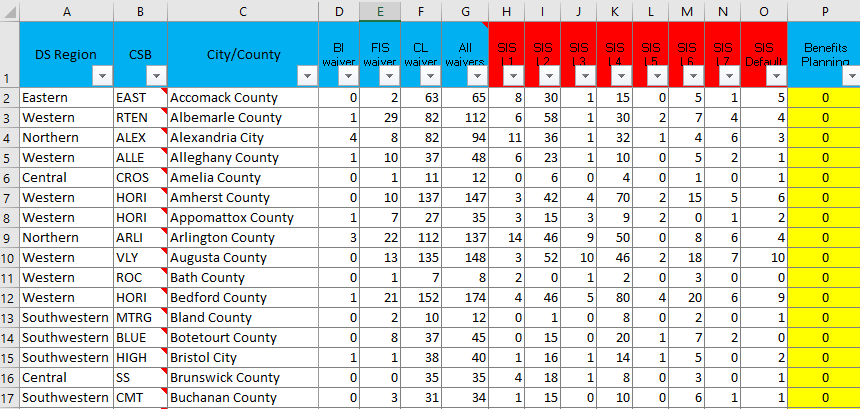 A B C D E F G H I J K L M N O P
1 DS Region CSB City/County BI waiver FIS waiver CL waiver All waivers SIS L1 SIS L2 SIS L3 SIS L4 SIS L5 SIS L6 SIS L7 SIS Default Benefits Planning
2 Eastern EAST Accomack County 0 2 63 65 8 30 1 15 0 5 1 5 0
3 Western RTEN Albemarle County 1 29 82 112 6 58 1 30 2 7 4 4 0
4 Northern ALEX Alexandria City 4 8 82 94 11 36 1 32 1 4 6 3 0
5 Western ALLE Alleghany County 1 10 37 48 6 23 1 10 0 5 2 1 0
6 Central CROS Amelia County 0 1 11 12 0 6 0 4 0 1 0 1 0
7 Western HORI Amherst County 0 10 137 147 3 42 4 70 2 15 5 6 0
8 Western HORI Appomattox County 1 7 27 35 3 15 3 9 2 0 1 2 0
9 Northern ARLI Arlington County 3 22 112 137 14 46 9 50 0 8 6 4 0
10 Western VLY Augusta County 0 13 135 148 3 52 10 46 2 18 7 10 0
11 Western ROC Bath County 0 1 7 8 2 0 1 2 0 3 0 0 0
12 Western HORI Bedford County 1 21 152 174 4 46 5 80 4 20 6 9 0
13 Southwestern MTRG Bland County 0 2 10 12 0 1 0 8 0 2 0 1 0
14 Southwestern BLUE Botetourt County 0 8 37 45 0 15 0 20 1 7 2 0 0
15 Southwestern HIGH Bristol City 1 1 38 40 1 16 1 14 1 5 0 2 0
16 Central SS Brunswick County 0 0 35 35 4 18 1 8 0 3 0 1 0
17 Southwestern CMT Buchanan County 0 3 31 34 1 15 0 10 0 6 1 1 0